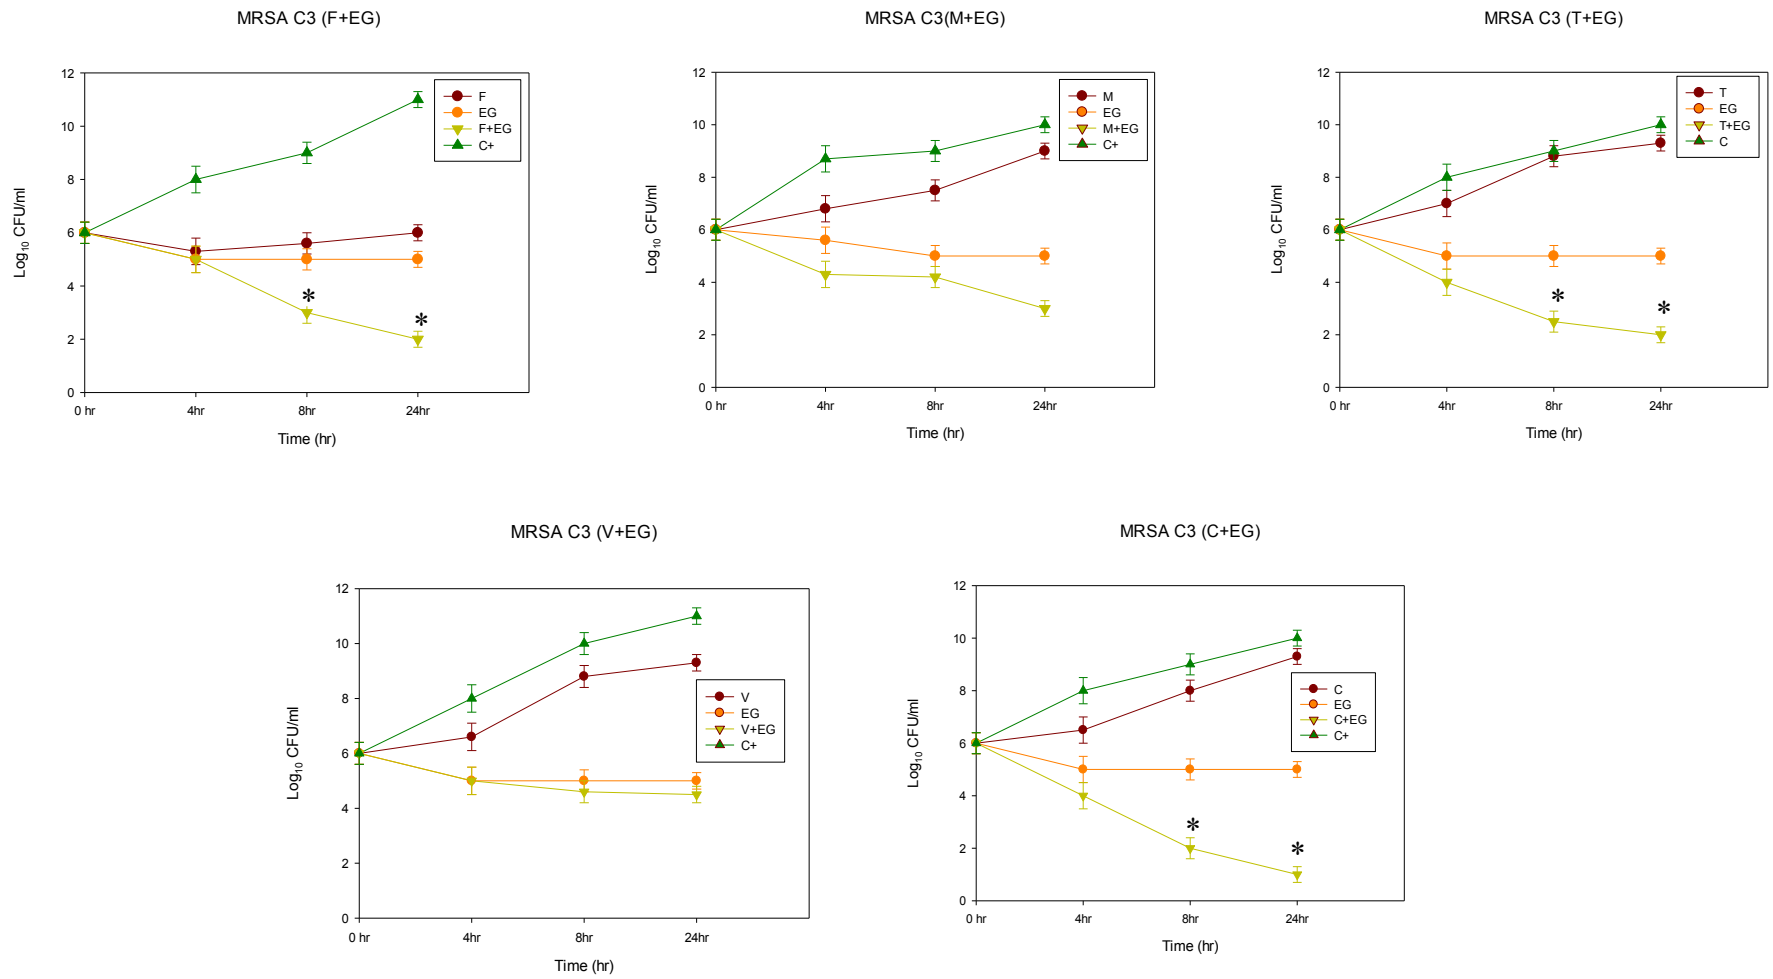 MRSA C3 (F+EG)
12
10
8
6
4
2
0
Log10 CFU/ml
0 hr
4hr
8hr
24hr
Time (hr)
F
EG
F+EG
C+
*
*
MRSA C3(M+EG)
12
10
8
6
4
2
0
Log10 CFU/ml
0 hr
4hr
8hr
24hr
Time (hr)
M
EG
M+EG
C+
MRSA C3 (T+EG)
12
10
8
6
4
2
0
Log10 CFU/ml
0 hr
4hr
8hr
24hr
Time (hr)
T
EG
T+EG
C
*
*
MRSA C3 (V+EG)
12
10
8
6
4
2
0
Log10 CFU/ml
0 hr
4hr
8hr
24hr
Time (hr)
V
EG
V+EG
C+
MRSA C3 (C+EG)
12
10
8
6
4
2
0
Log10 CFU/ml
0 hr
4hr
8hr
24hr
Time (hr)
C
EG
C+EG
C+
*
*